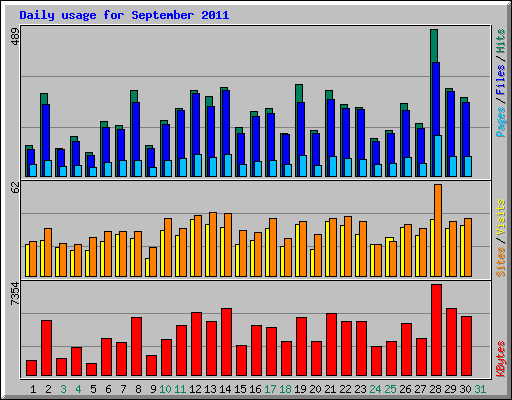 Daily usage for September 2011
489
Pages / Files / Hits
62
Sites / Visits
7354
KBytes
1 2 3 4 5 6 7 8 9 10 11 12 13 14 15 16 17 18 19 20 21 22 23 24 25 26 27 28 29 30 31